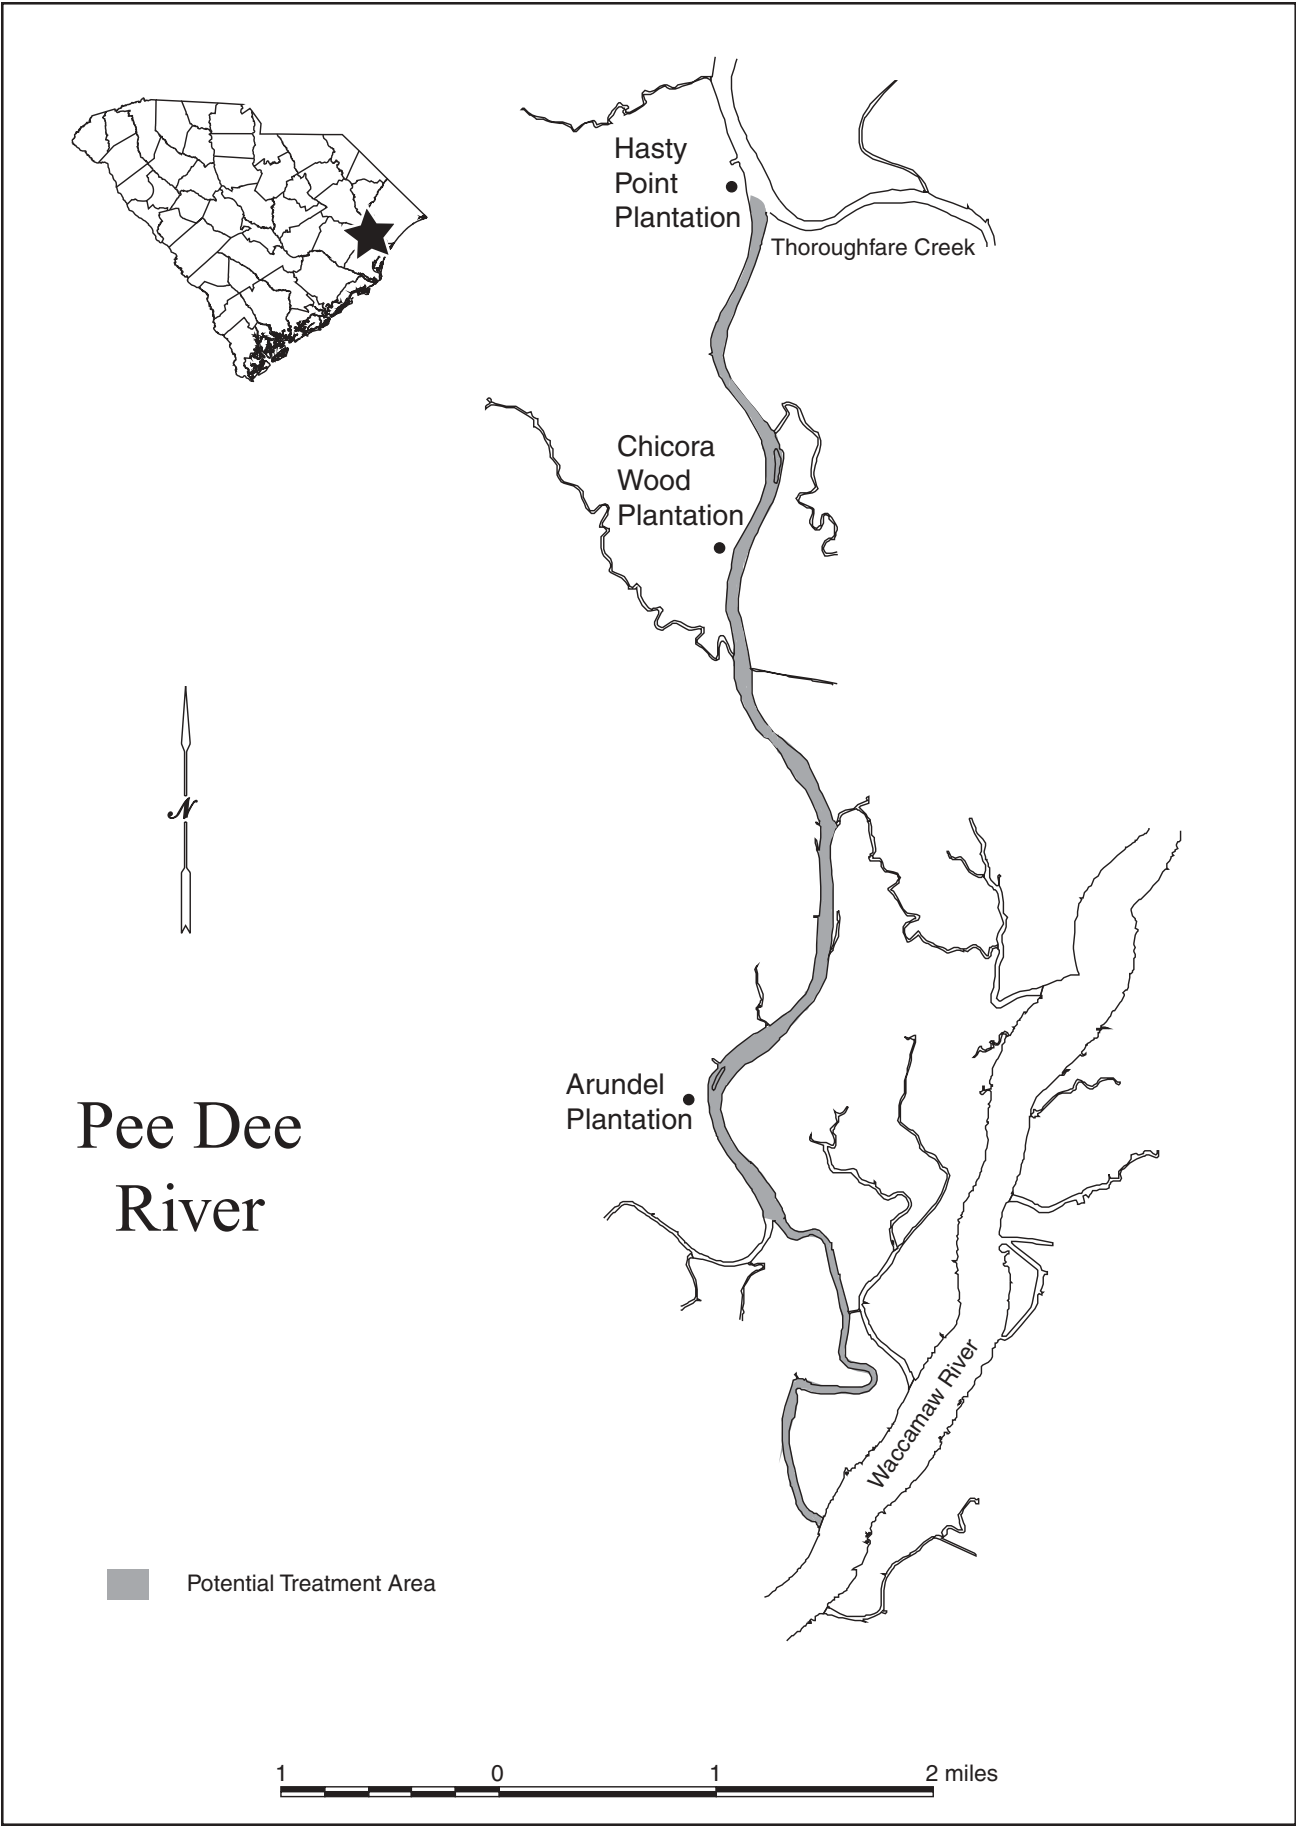 Hasty
Point
Plantation
Thoroughfare Creek
Chicora
Wood
Plantation
N
Arundel
Plantation
Pee Dee
River
Waccamaw River
Potential Treatment Area
1 0 1 2 miles